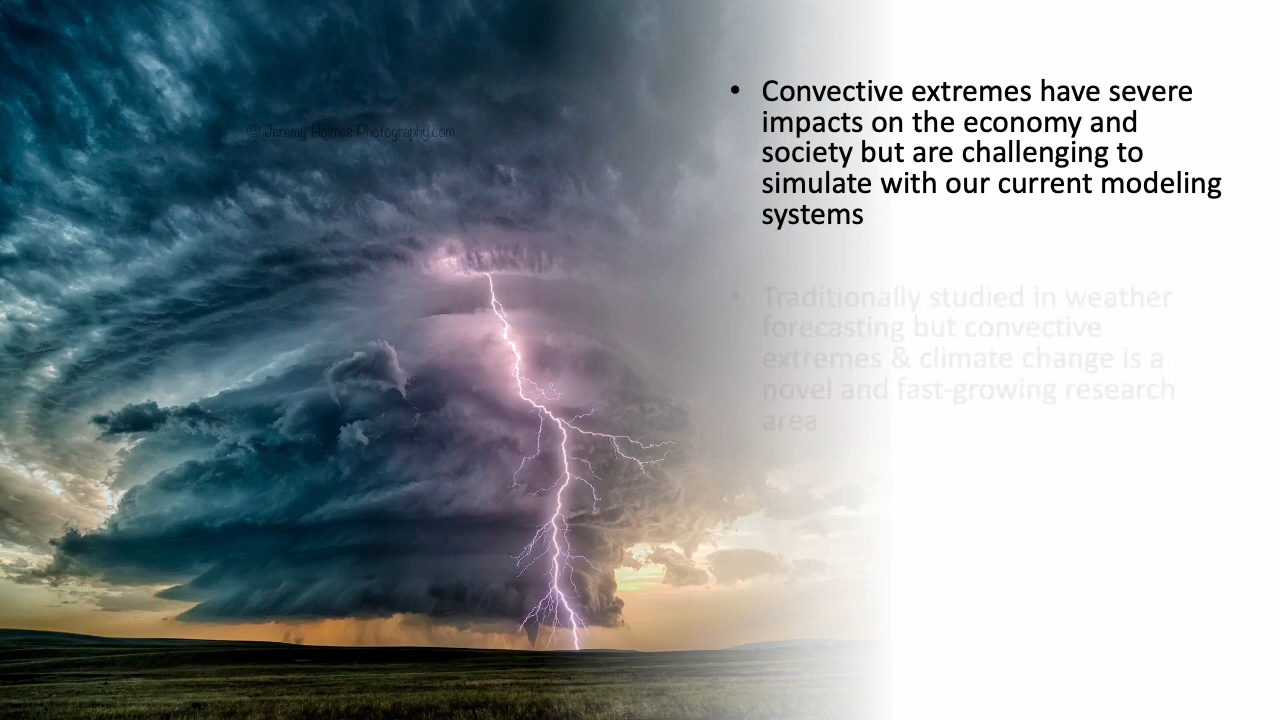 © Jeremy Holmes Photography.com
• Convective extremes have severe
impacts on the economy and
society but are challenging to
simulate with our current modeling
systems
• Traditionally studied in weather
forecasting but convective
extremes & climate change is a
novel and fast-growing research
area